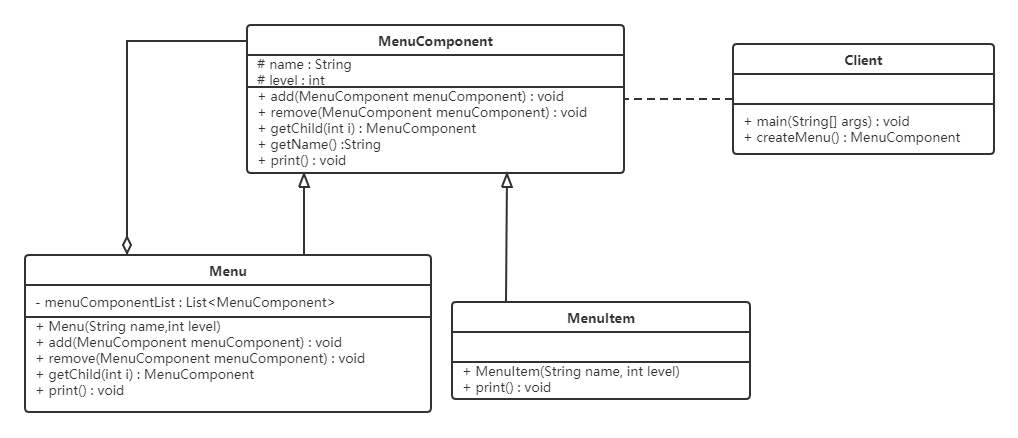 MenuComponent
# name : String
# level : int
+ add(MenuComponent menuComponent) : void
+ remove(MenuComponent menuComponent) : void
+ getChild(int i) : MenuComponent
+ getName() :String
+ print() : void
Client
+ main(String[] args) : void
+ createMenu() : MenuComponent
Menu
- menuComponentList : List<MenuComponent>
+ Menu(String name,int level)
+ add(MenuComponent menuComponent) : void
+ remove(MenuComponent menuComponent) : void
+ getChild(int i) : MenuComponent
+ print() : void
MenuItem
+ MenuItem(String name, int level)
+ print() : void